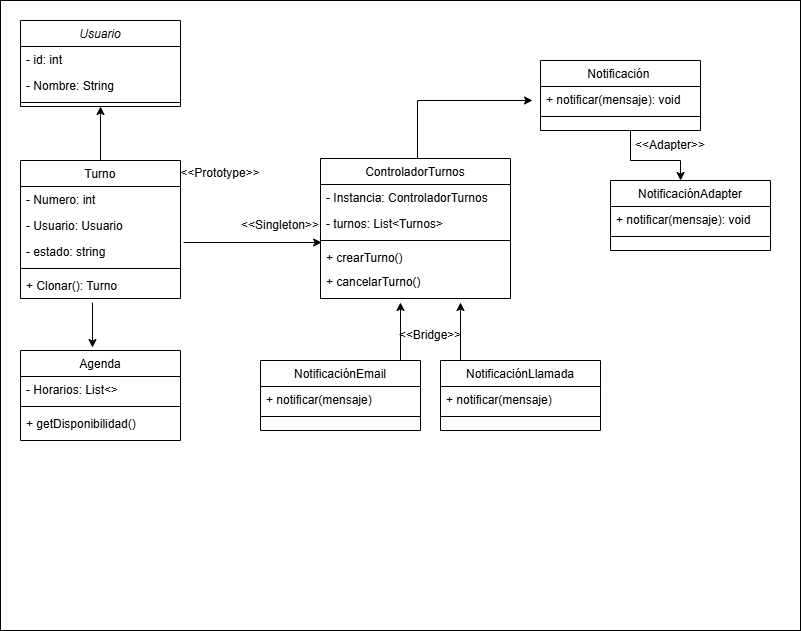 Usuario
- id: int
- Nombre: String
Turno
- Numero: int
- Usuario: Usuario
- estado: string
+ Clonar(): Turno
<<Prototype>>
<<Singleton>>
Agenda
- Horarios: List<>
+ getDisponibilidad()
ControladorTurnos
- Instancia: ControladorTurnos
- turnos: List<Turnos>
+ crearTurno()
+ cancelarTurno()
<<Bridge>>
NotificaciónEmail
+ notificar(mensaje)
NotificaciónLlamada
+ notificar(mensaje)
Notificación
+ notificar(mensaje): void
<<Adapter>>
NotificaciónAdapter
+ notificar(mensaje): void